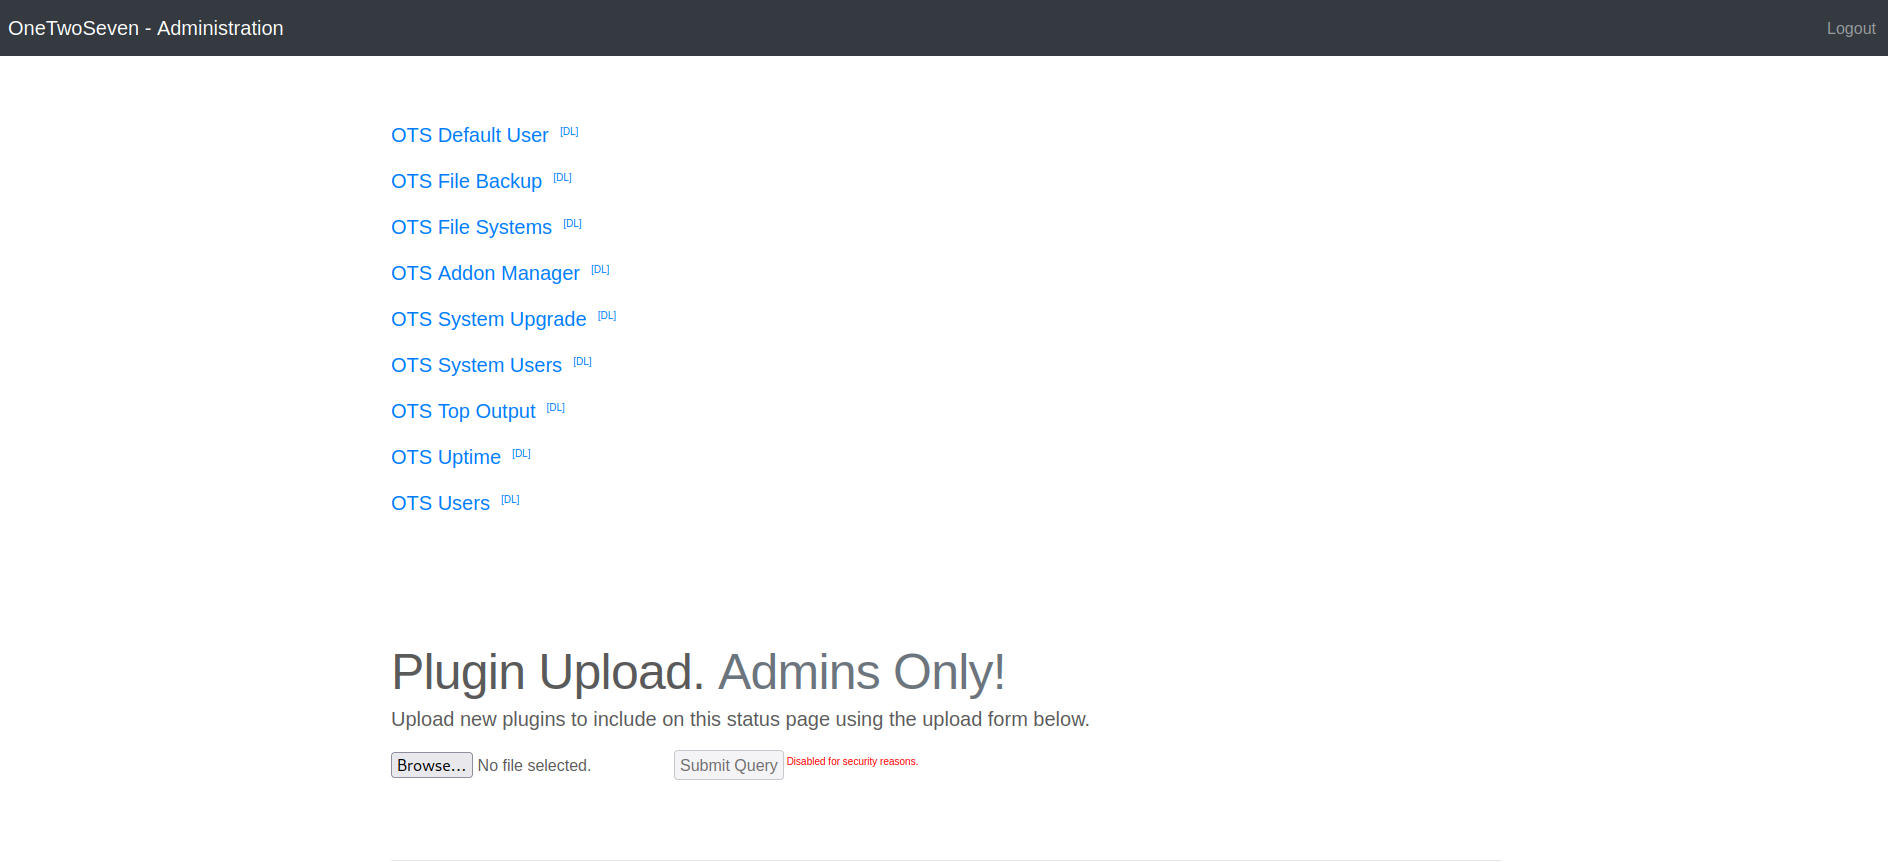 OneTwoSeven - Administration Logout
OTS Default User [DL]
OTS File Backup [DL]
OTS File Systems [DL]
OTS Addon Manager [DL]
OTS System Upgrade [DL]
OTS System Users [DL]
OTS Top Output [DL]
OTS Uptime [DL]
OTS Users [DL]
Plugin Upload. Admins Only!
Upload new plugins to include on this status page using the upload form below.
Browse... No file selected. Submit Query Disabled for security reasons.